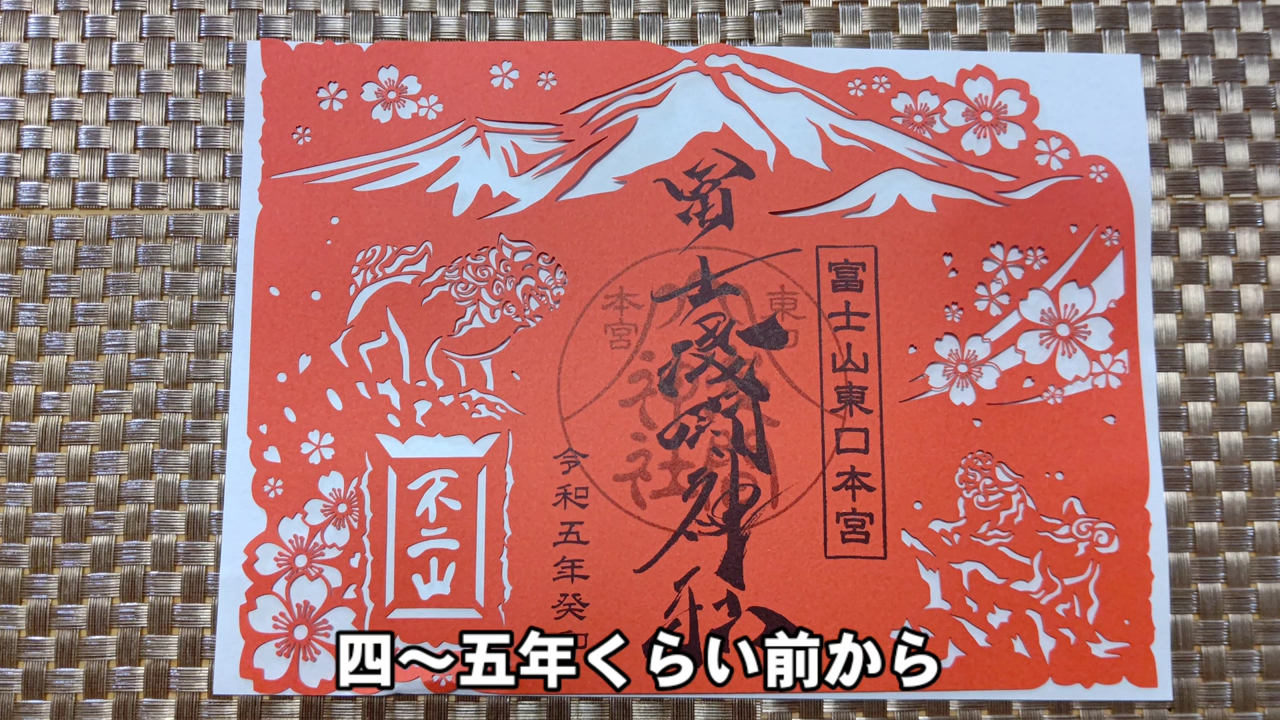 富士山東口本宮
冨士浅間神社
東口
本宮
令和五年癸
不二山
四～五年くらい前から